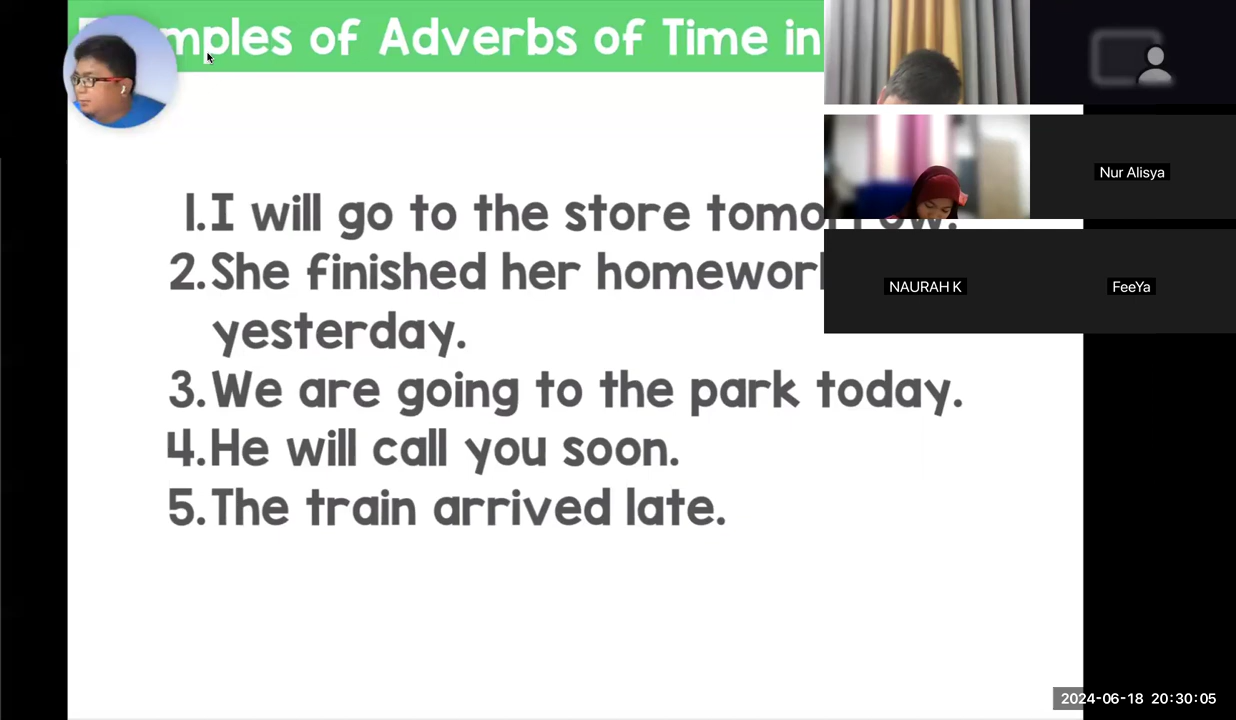 mples of Adverbs of Time in
1. I will go to the store tomorrow.
2. She finished her homework
yesterday.
3. We are going to the park today.
4. He will call you soon.
5. The train arrived late.
Nur Alisya
NAURAH K
FeeYa
2024-06-18 20:30:05